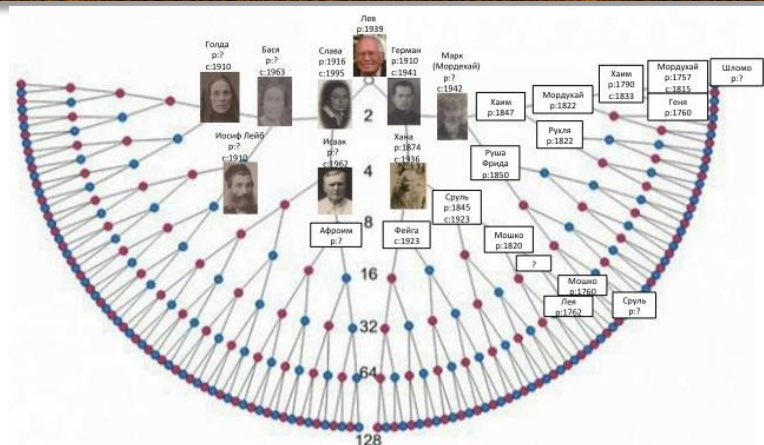 Лев
р:1939
Голда
р:?
с:1910
Бася
р:?
с:1963
Слава
р:1916
с:1995
Герман
р:1910
с:1941
Марк
(Мордехай)
р:?
с:1942
Хаим
р:1847
Мордухай
р:1822
Хаим
р:1790
с:1833
Мордухай
р:1757
с:1815
Шломо
р:?
Геня
р:1760
Рухля
р:1822
2
Иосиф Лейб
р:?
с:1910
Исаак
р:?
с:1962
Хана
р:1874
с:1936
Руша
Фрида
р:1850
4
Сруль
р:1845
с:1923
8
Афроим
р:?
Фейга
с:1923
Мошко
р:1820
?
16
Мошко
р:1760
Лея
р:1762
Сруль
р:?
32
64
128